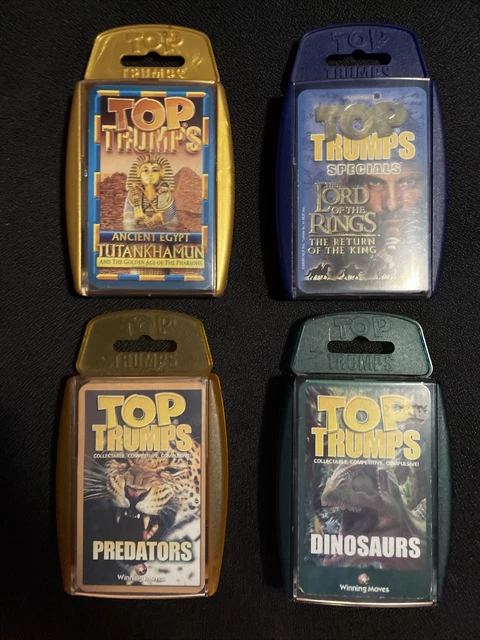 TOP
TRUMPS
TOP
TRUMPS
ANCIENT EGYPT
TUTANKHAMUN
AND THE GOLDEN AGE OF THE PHARAOHS
TOP
TRUMPS
TOP
TRUMPS
SPECIALS
THE
LORD
OF THE
RINGS
THE RETURN
OF THE KING
TOP
TRUMPS
TOP
TRUMPS
COLLECTABLE, COMPETITIVE, COMPULSIVE!
PREDATORS
Winning Moves
TOP
TRUMPS
TOP
TRUMPS
COLLECTABLE, COMPETITIVE, COMPULSIVE!
DINOSAURS
Winning Moves